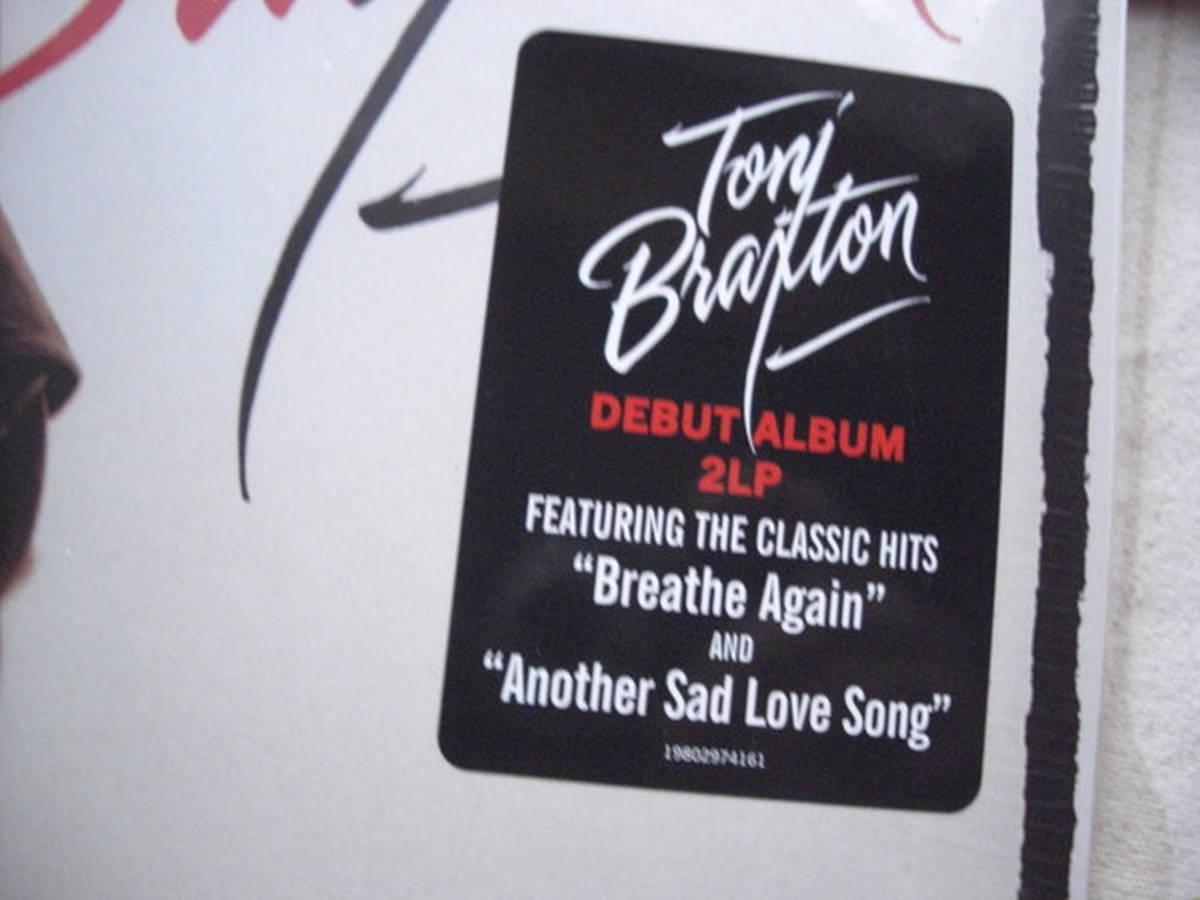 Toni
Braxton
DEBUT ALBUM
2LP
FEATURING THE CLASSIC HITS
“Breathe Again”
AND
“Another Sad Love Song”
19802974161